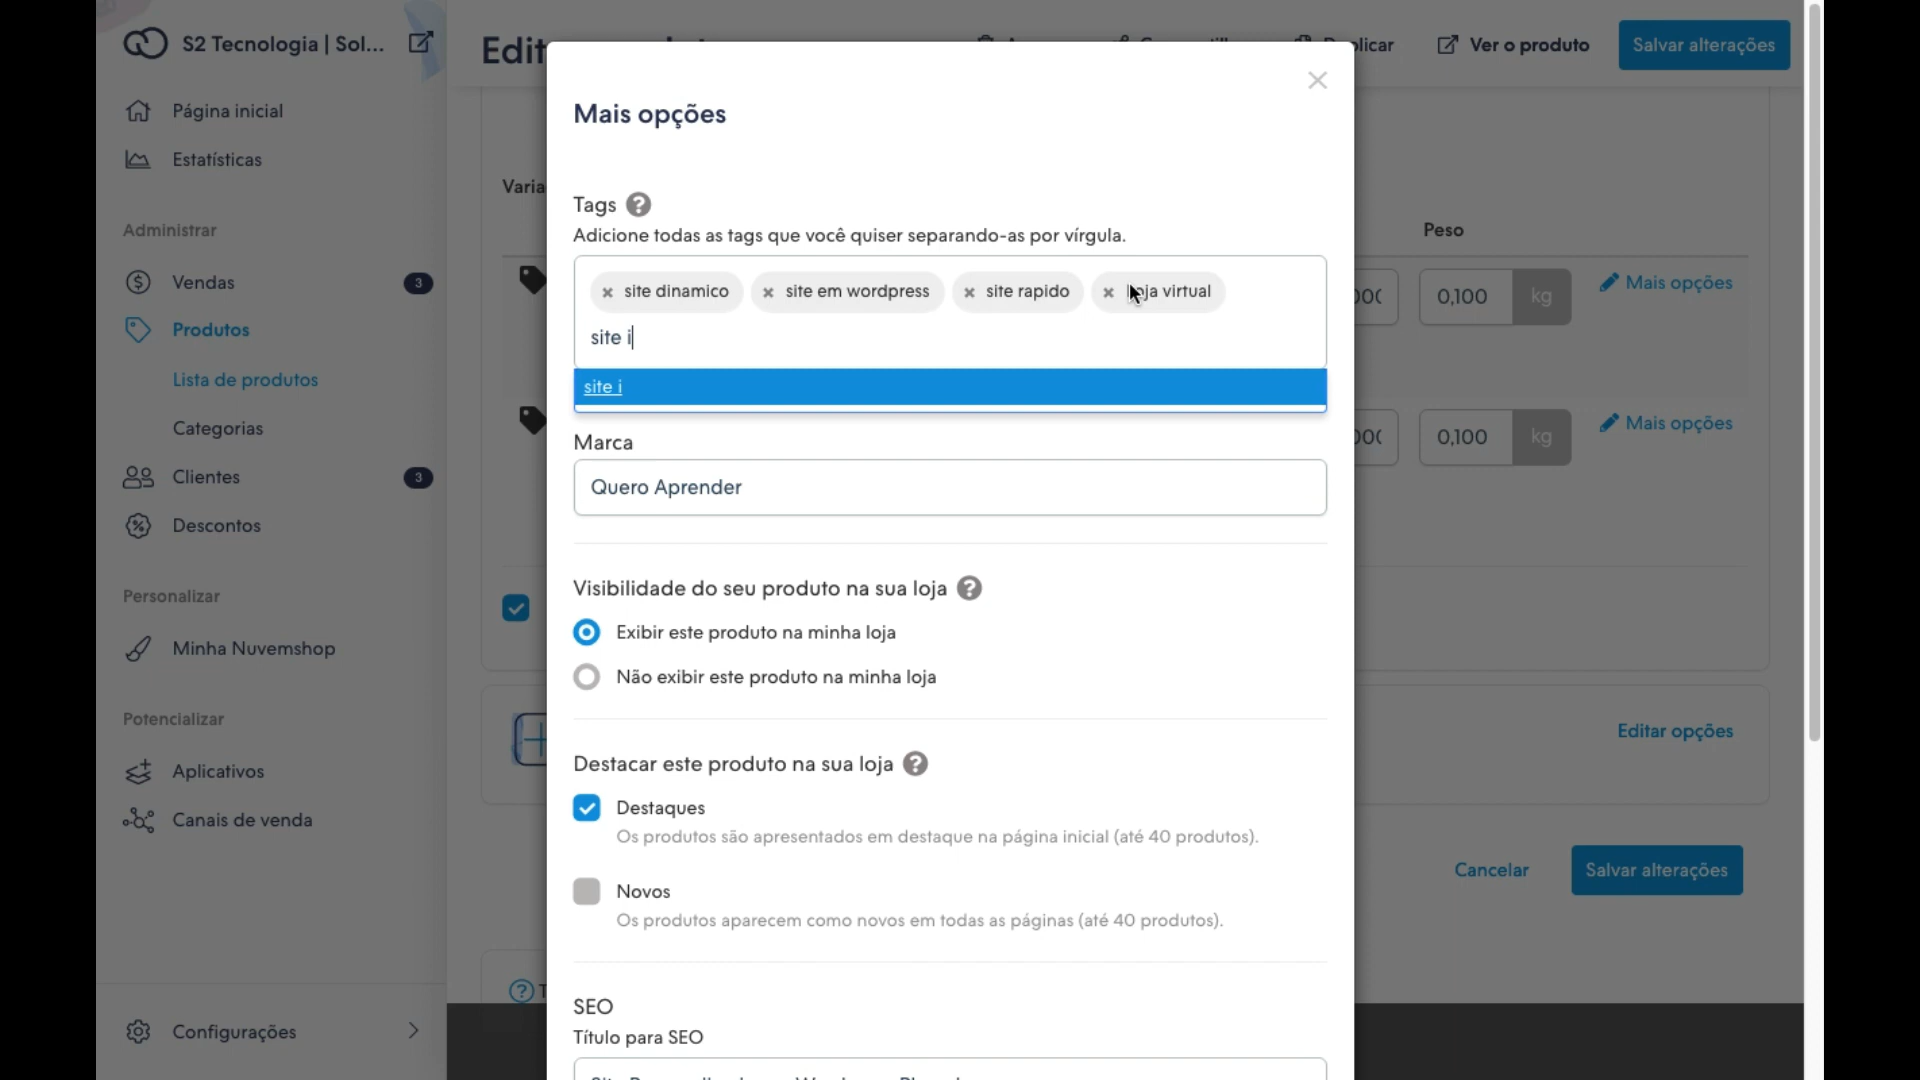 S2 Tecnologia | Sol...
Página inicial
Estatísticas
Administrar
Vendas
3
Produtos
Lista de produtos
Categorias
Clientes
3
Descontos
Personalizar
Minha Nuvemshop
Potencializar
Aplicativos
Canais de venda
Configurações
Ver o produto
Salvar alterações
Mais opções
Tags
Adicione todas as tags que você quiser separando-as por vírgula.
site dinamico
site em wordpress
site rapido
virtual
site i
site i
Marca
Quero Aprender
Visibilidade do seu produto na sua loja
Exibir este produto na minha loja
Não exibir este produto na minha loja
Destacar este produto na sua loja
Destaques
Os produtos são apresentados em destaque na página inicial (até 40 produtos).
Novos
Os produtos aparecem como novos em todas as páginas (até 40 produtos).
SEO
Título para SEO
Peso
0,100 kg
Mais opções
0,100 kg
Mais opções
Editar opções
Cancelar
Salvar alterações